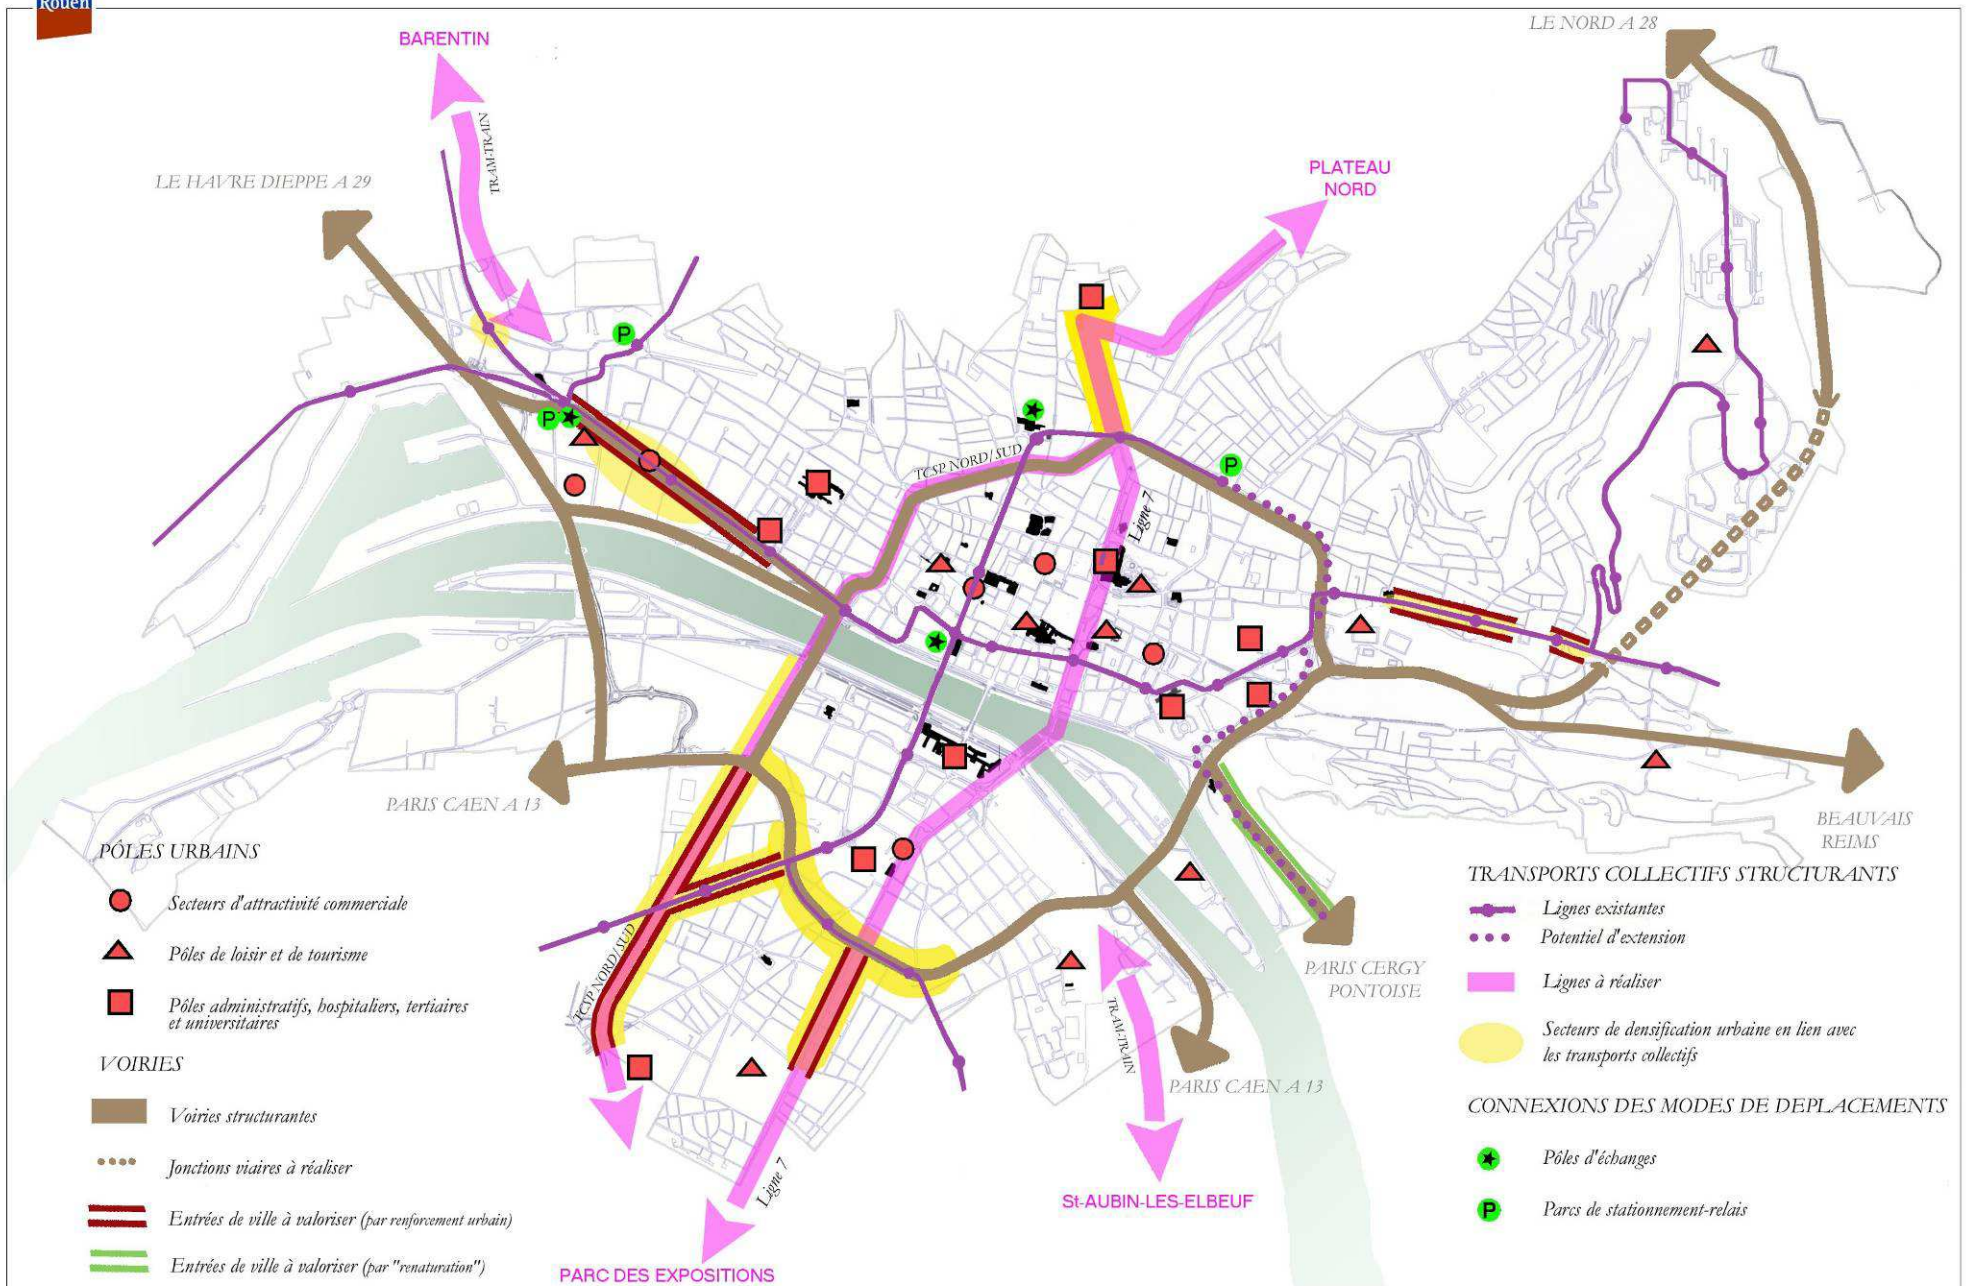 Rouen
LE NORD A 28
BARENTIN
TRAM-TRAIN
LE HAVRE DIEPPE A 29
PLATEAU
NORD
P
P
TCSP NORD/SUD
P
Ligne 7
PARIS CAEN A 13
BEAUVAIS
REIMS
PÔLES URBAINS
Secteurs d'attractivité commerciale
Pôles de loisir et de tourisme
Pôles administratifs, hospitaliers, tertiaires
et universitaires
VOIRIES
Voiries structurantes
Jonctions viaires à réaliser
Entrées de ville à valoriser (par renforcement urbain)
Entrées de ville à valoriser (par "renaturation")
TCSP NORD/SUD
Ligne 7
PARC DES EXPOSITIONS
TRAM-TRAIN
St-AUBIN-LES-ELBEUF
PARIS CAEN A 13
PARIS CERGY
PONTOISE
TRANSPORTS COLLECTIFS STRUCTURANTS
Lignes existantes
Potentiel d'extension
Lignes à réaliser
Secteurs de densification urbaine en lien avec
les transports collectifs
CONNEXIONS DES MODES DE DEPLACEMENTS
Pôles d'échanges
P
Parcs de stationnement-relais